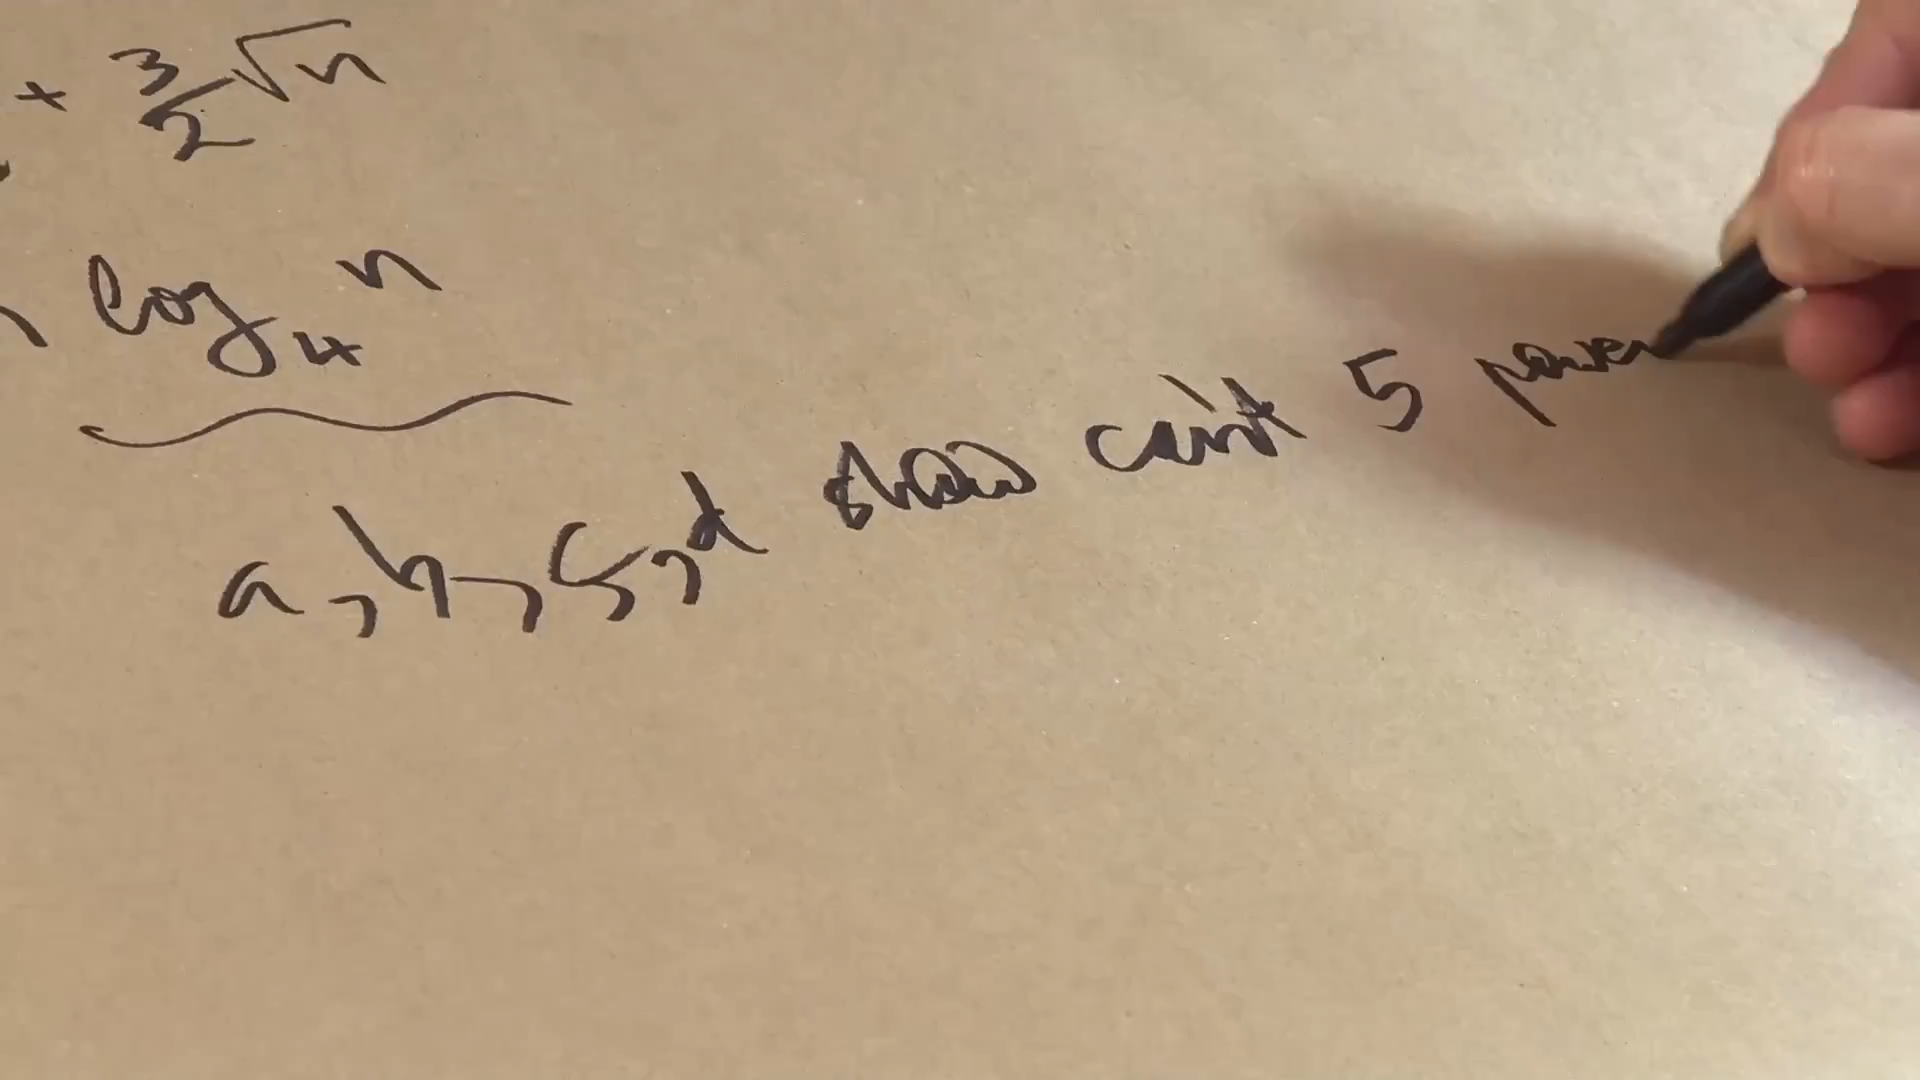 + 3/2 √n
log₄ n
a, b, c, d show can't 5 power